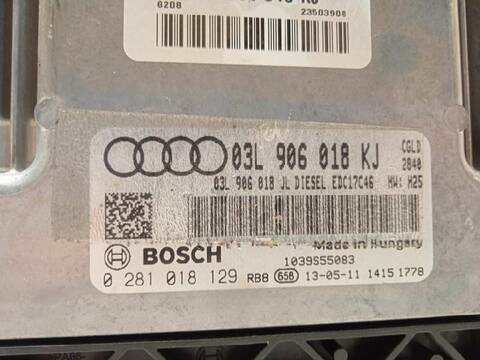 6208 23503908
03L 906 018 KJ CGLD
03L 906 018 JL DIESEL EDC17C46 2840
HW: H25
Made in Hungary
BOSCH 1039S55083
0 281 018 129 RB8 658 13-05-11 1415 1778